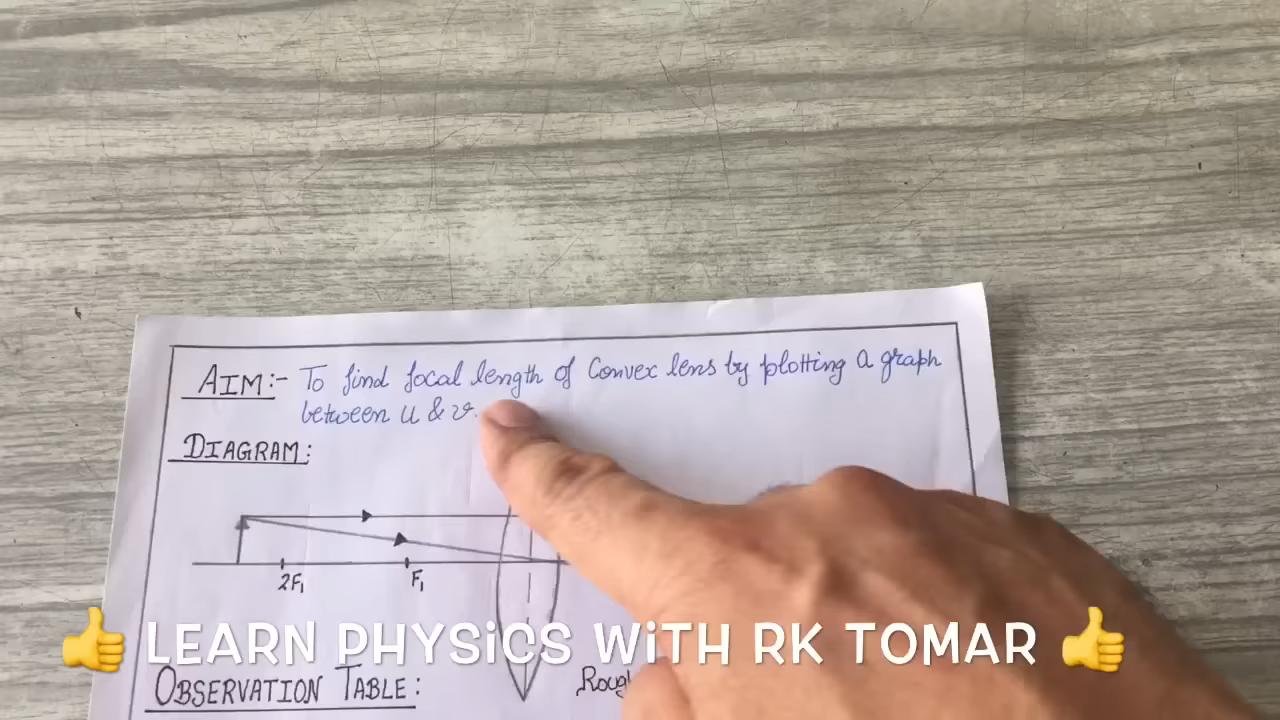 AIM:- To find focal length of Convex lens by plotting a graph
between u & v.
DIAGRAM:
2F₁ F₁
👍 LEARN PHYSICS WITH RK TOMAR 👍
OBSERVATION TABLE: